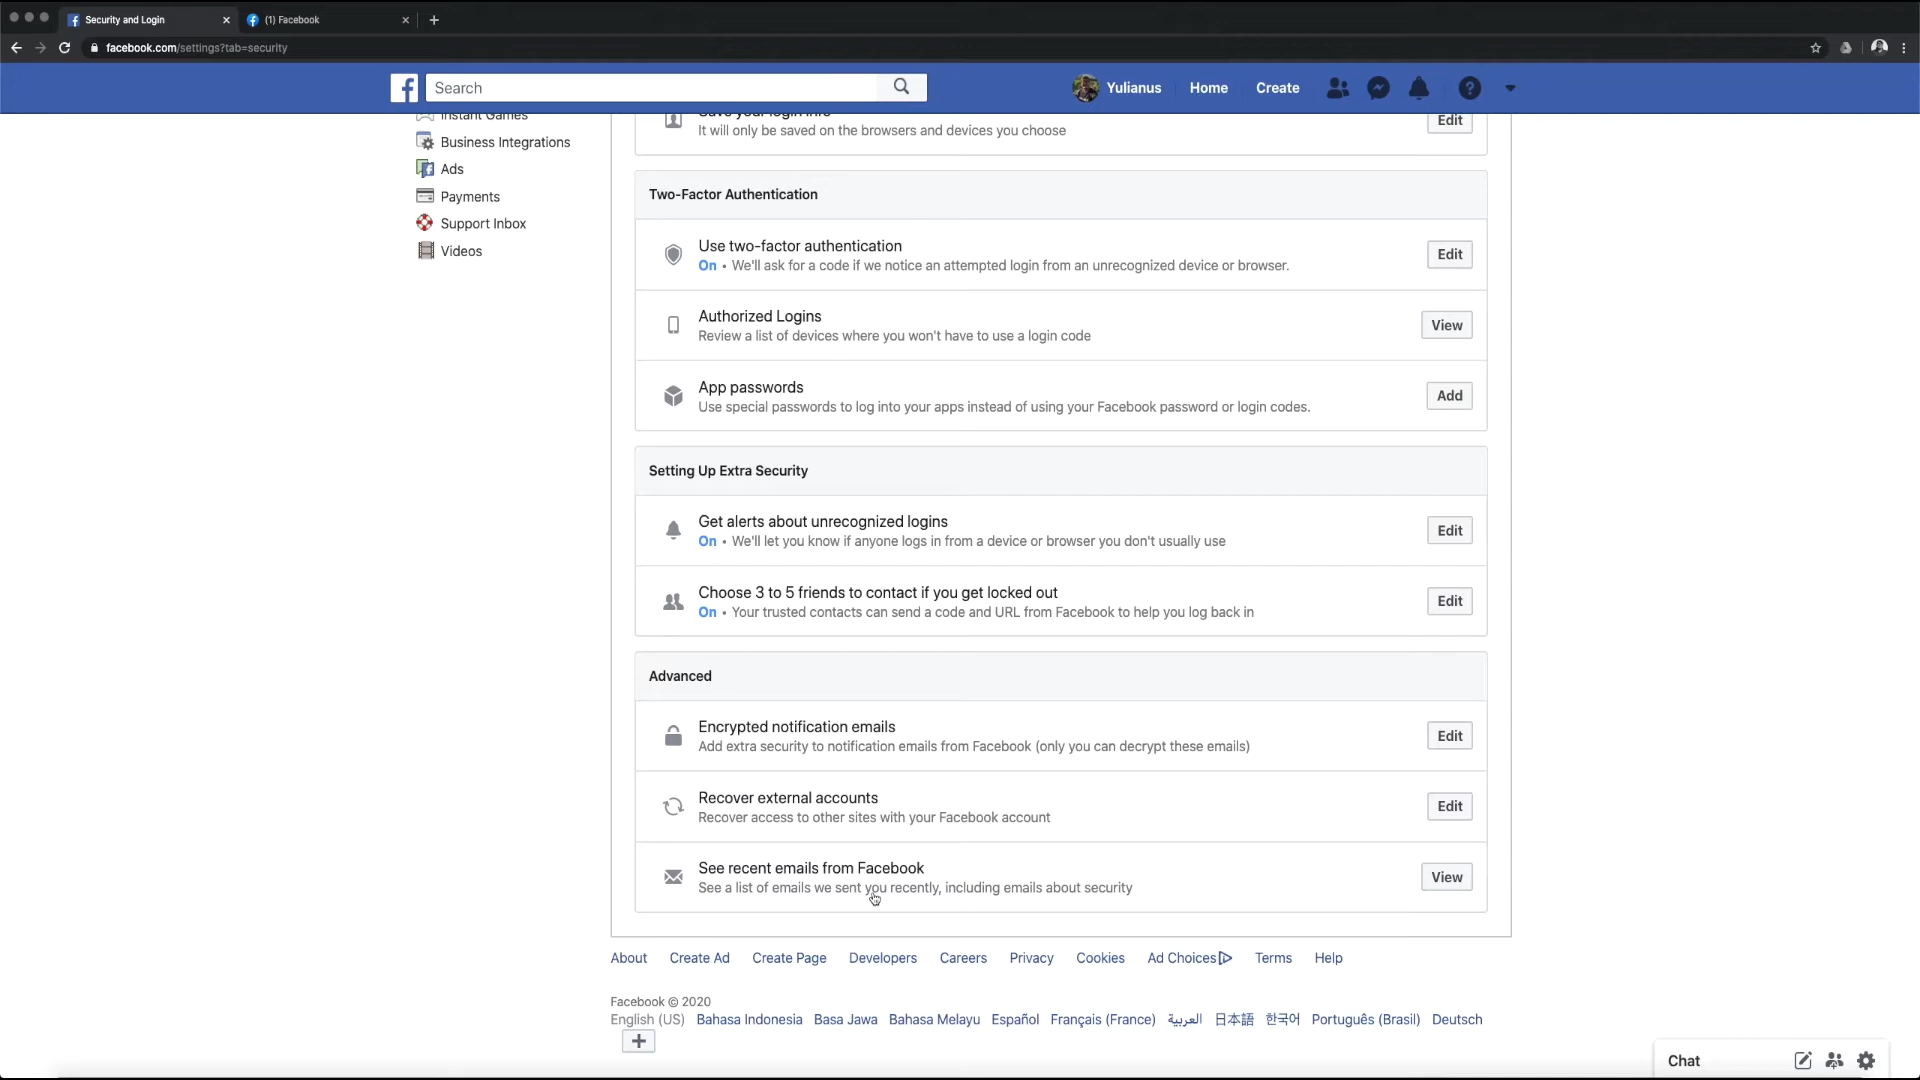 Security and Login
(1) Facebook
facebook.com/settings?tab=security
Search
Yulianus
Home
Create
Instant Games
Business Integrations
Ads
Payments
Support Inbox
Videos
Save your login info
It will only be saved on the browsers and devices you choose
Edit
Two-Factor Authentication
Use two-factor authentication
On • We'll ask for a code if we notice an attempted login from an unrecognized device or browser.
Edit
Authorized Logins
Review a list of devices where you won't have to use a login code
View
App passwords
Use special passwords to log into your apps instead of using your Facebook password or login codes.
Add
Setting Up Extra Security
Get alerts about unrecognized logins
On • We'll let you know if anyone logs in from a device or browser you don't usually use
Edit
Choose 3 to 5 friends to contact if you get locked out
On • Your trusted contacts can send a code and URL from Facebook to help you log back in
Edit
Advanced
Encrypted notification emails
Add extra security to notification emails from Facebook (only you can decrypt these emails)
Edit
Recover external accounts
Recover access to other sites with your Facebook account
Edit
See recent emails from Facebook
See a list of emails we sent you recently, including emails about security
View
About Create Ad Create Page Developers Careers Privacy Cookies Ad Choices Terms Help
Facebook © 2020
English (US) Bahasa Indonesia Basa Jawa Bahasa Melayu Español Français (France) العربية 日本語 한국어 Português (Brasil) Deutsch
Chat